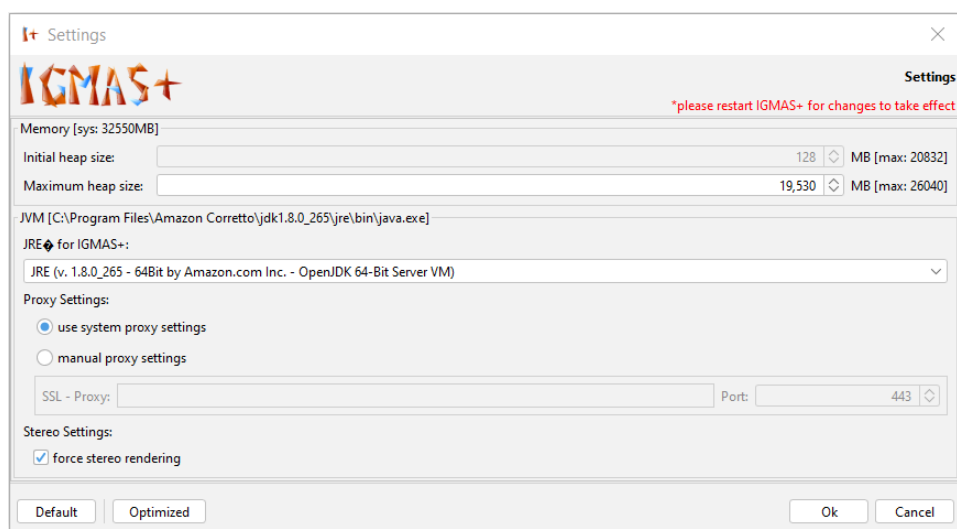 Settings
IGMAS+
Settings
*please restart IGMAS+ for changes to take effect
Memory [sys: 32550MB]
Initial heap size: 128 MB [max: 20832]
Maximum heap size: 19,530 MB [max: 26040]
JVM [C:\Program Files\Amazon Corretto\jdk1.8.0_265\jre\bin\java.exe]
JRE� for IGMAS+:
JRE (v. 1.8.0_265 - 64Bit by Amazon.com Inc. - OpenJDK 64-Bit Server VM)
Proxy Settings:
use system proxy settings
manual proxy settings
SSL - Proxy: Port: 443
Stereo Settings:
force stereo rendering
Default Optimized Ok Cancel